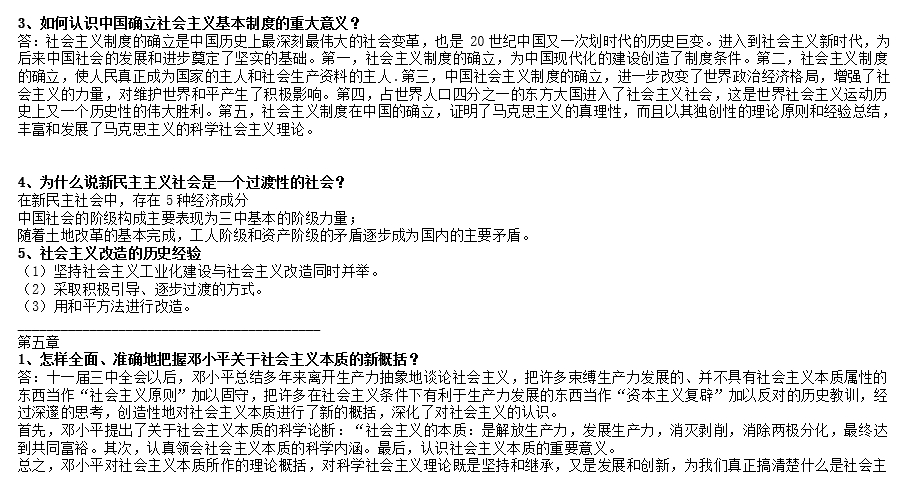 3、如何认识中国确立社会主义基本制度的重大意义？
答：社会主义制度的确立是中国历史上最深刻最伟大的社会变革，也是 20 世纪中国又一次划时代的历史巨变。进入到社会主义新时代，为
后来中国社会的发展和进步奠定了坚实的基础。第一，社会主义制度的确立，为中国现代化的建设创造了制度条件。第二，社会主义制度
的确立，使人民真正成为国家的主人和社会生产资料的主人.第三，中国社会主义制度的确立，进一步改变了世界政治经济格局，增强了社
会主义的力量，对维护世界和平产生了积极影响。第四，占世界人口四分之一的东方大国进入了社会主义社会，这是世界社会主义运动历
史上又一个历史性的伟大胜利。第五，社会主义制度在中国的确立，证明了马克思主义的真理性，而且以其独创性的理论原则和经验总结，
丰富和发展了马克思主义的科学社会主义理论。
4、为什么说新民主主义社会是一个过渡性的社会？
在新民主社会中，存在 5 种经济成分
中国社会的阶级构成主要表现为三中基本的阶级力量；
随着土地改革的基本完成，工人阶级和资产阶级的矛盾逐步成为国内的主要矛盾。
5、社会主义改造的历史经验
（1）坚持社会主义工业化建设与社会主义改造同时并举。
（2）采取积极引导、逐步过渡的方式。
（3）用和平方法进行改造。
第五章
1、怎样全面、准确地把握邓小平关于社会主义本质的新概括？
答：十一届三中全会以后，邓小平总结多年来离开生产力抽象地谈论社会主义，把许多束缚生产力发展的、并不具有社会主义本质属性的
东西当作“社会主义原则”加以固守，把许多在社会主义条件下有利于生产力发展的东西当作“资本主义复辟”加以反对的历史教训，经
过深邃的思考，创造性地对社会主义本质进行了新的概括，深化了对社会主义的认识。
首先，邓小平提出了关于社会主义本质的科学论断：“社会主义的本质：是解放生产力，发展生产力，消灭剥削，消除两极分化，最终达
到共同富裕。其次，认真领会社会主义本质的科学内涵。最后，认识社会主义本质的重要意义。
总之，邓小平对社会主义本质所作的理论概括，对科学社会主义理论既是坚持和继承，又是发展和创新，为我们真正搞清楚什么是社会主